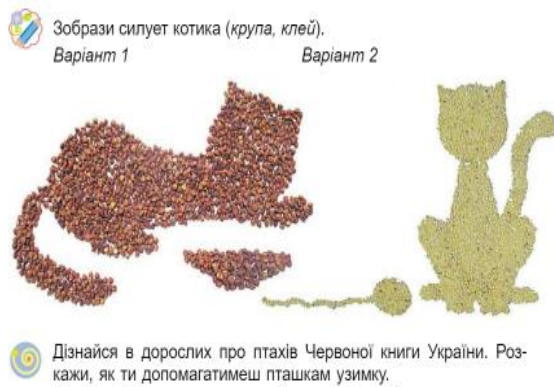 Зобрази силует котика (крупа, клей).
Варіант 1 Варіант 2
Дізнайся в дорослих про птахів Червоної книги України. Роз-
кажи, як ти допомагатимеш пташкам узимку.